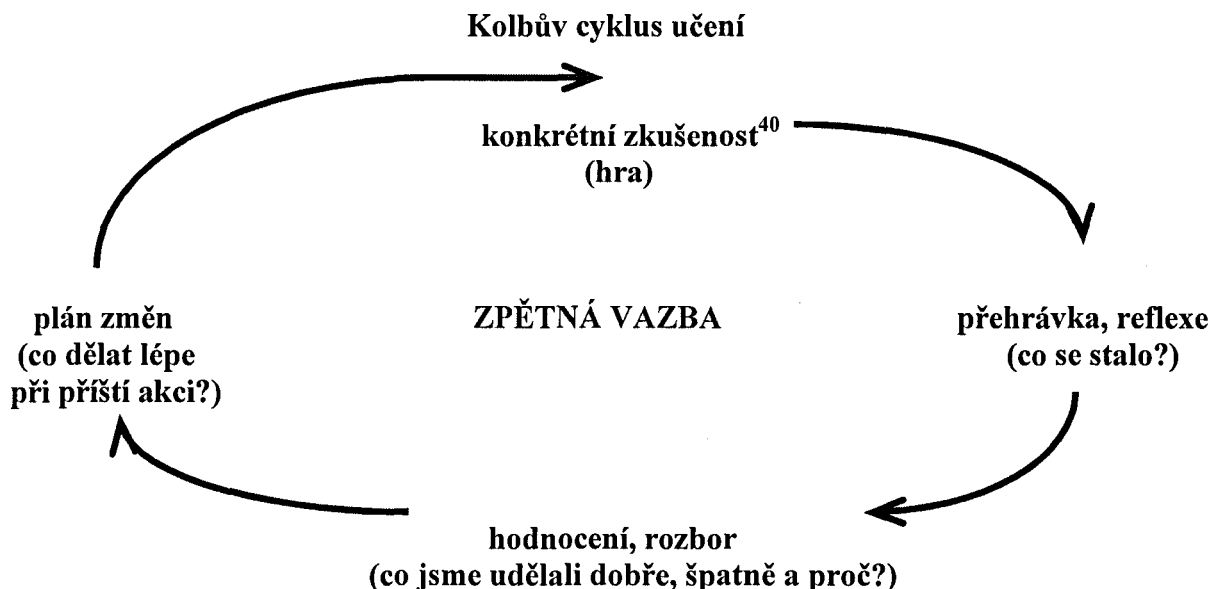 Kolbův cyklus učení
konkrétní zkušenost⁴⁰
(hra)
plán změn
(co dělat lépe
při příští akci?)
ZPĚTNÁ VAZBA
přehrávka, reflexe
(co se stalo?)
hodnocení, rozbor
(co jsme udělali dobře, špatně a proč?)